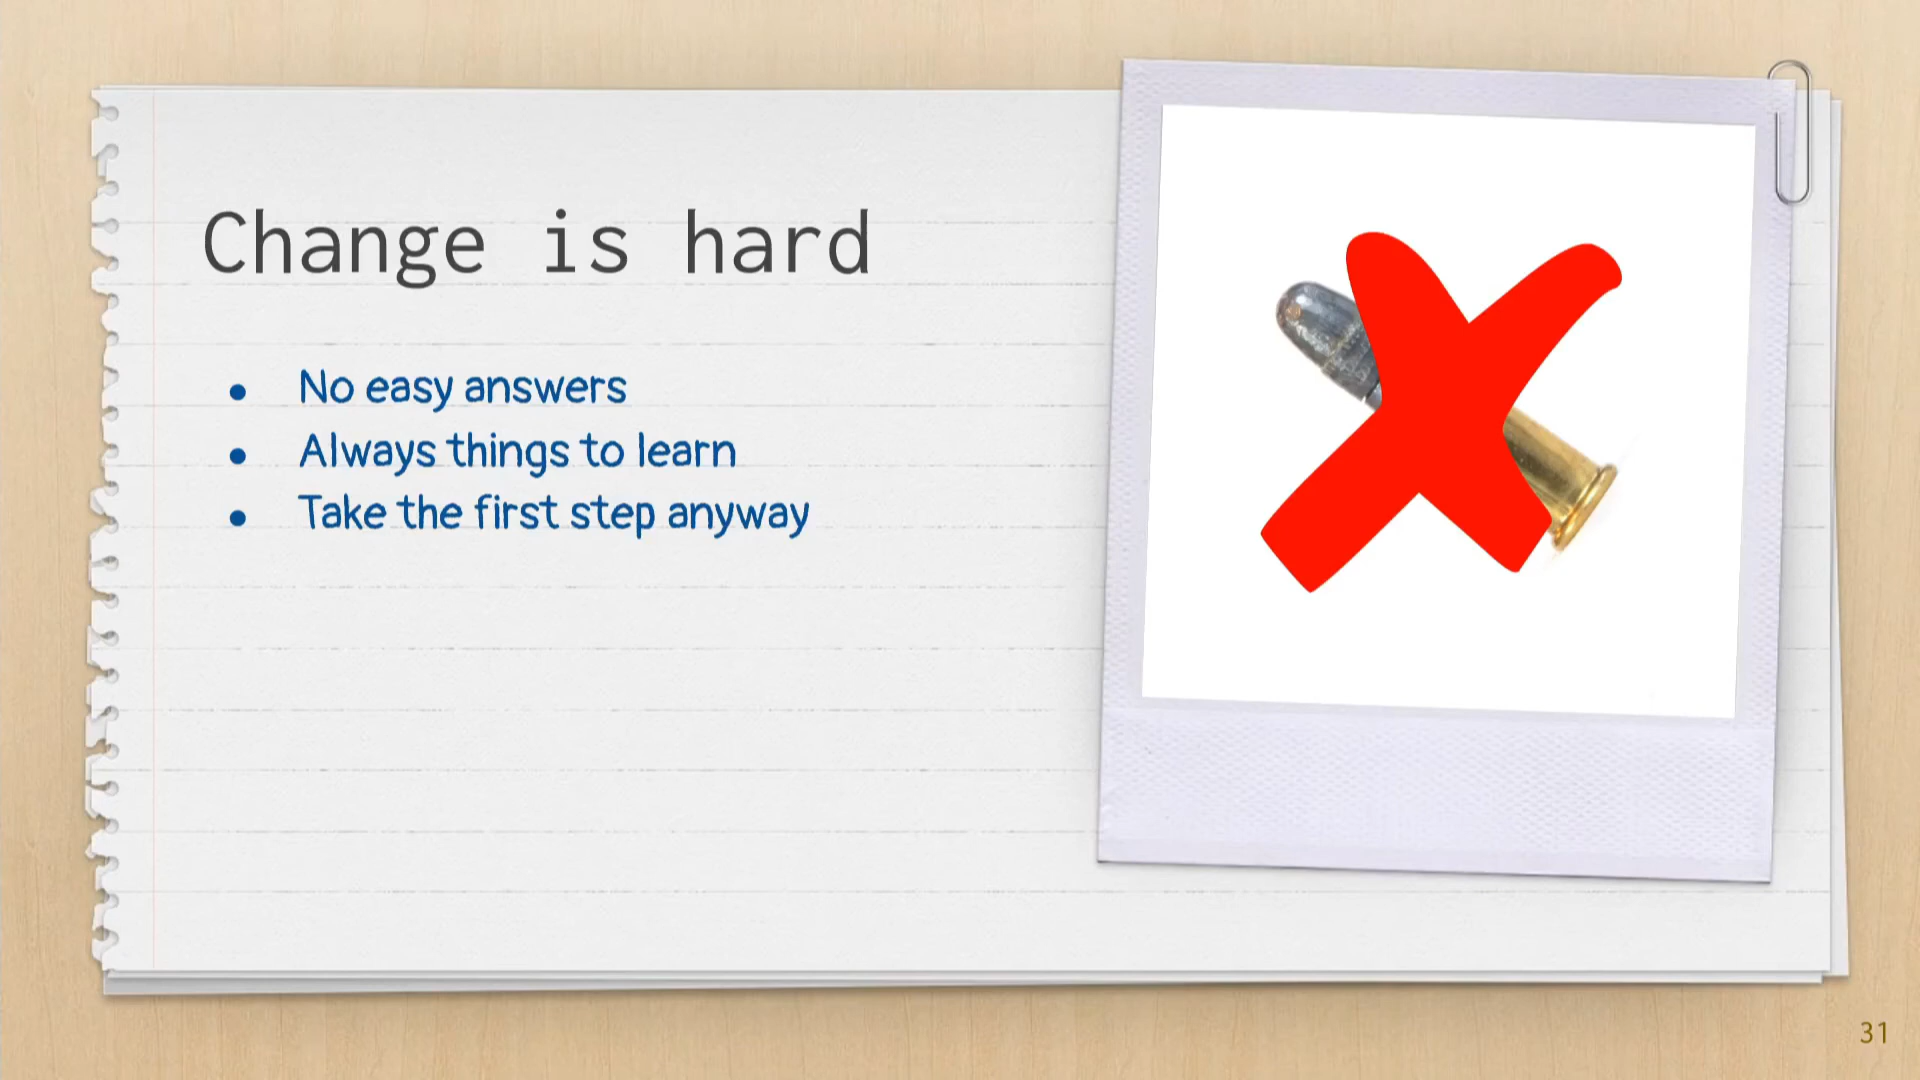 Change is hard
● No easy answers
● Always things to learn
● Take the first step anyway
31